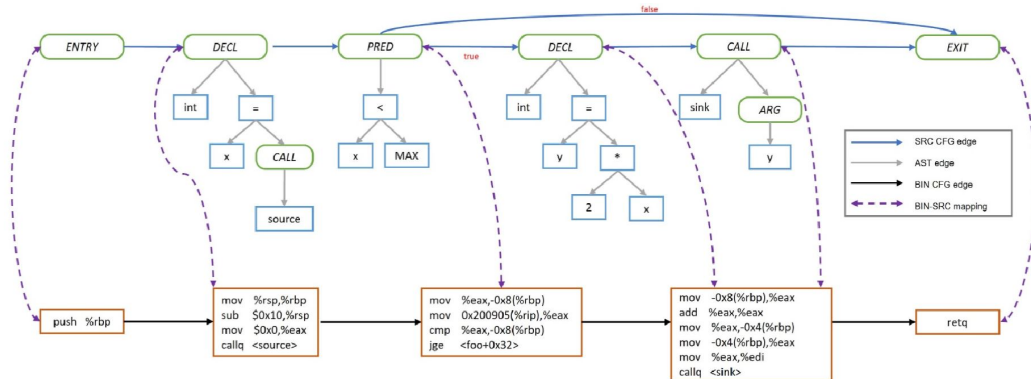 false
ENTRY DECL PRED true DECL CALL EXIT
int = < int = sink ARG
x CALL x MAX y * y
source 2 x
SRC CFG edge
AST edge
BIN CFG edge
BIN-SRC mapping
push %rbp
mov %rsp,%rbp
sub $0x10,%rsp
mov $0x0,%eax
callq <source>
mov %eax,-0x8(%rbp)
mov 0x200905(%rip),%eax
cmp %eax,-0x8(%rbp)
jge <foo+0x32>
mov -0x8(%rbp),%eax
add %eax,%eax
mov %eax,-0x4(%rbp)
mov -0x4(%rbp),%eax
mov %eax,%edi
callq <sink>
retq